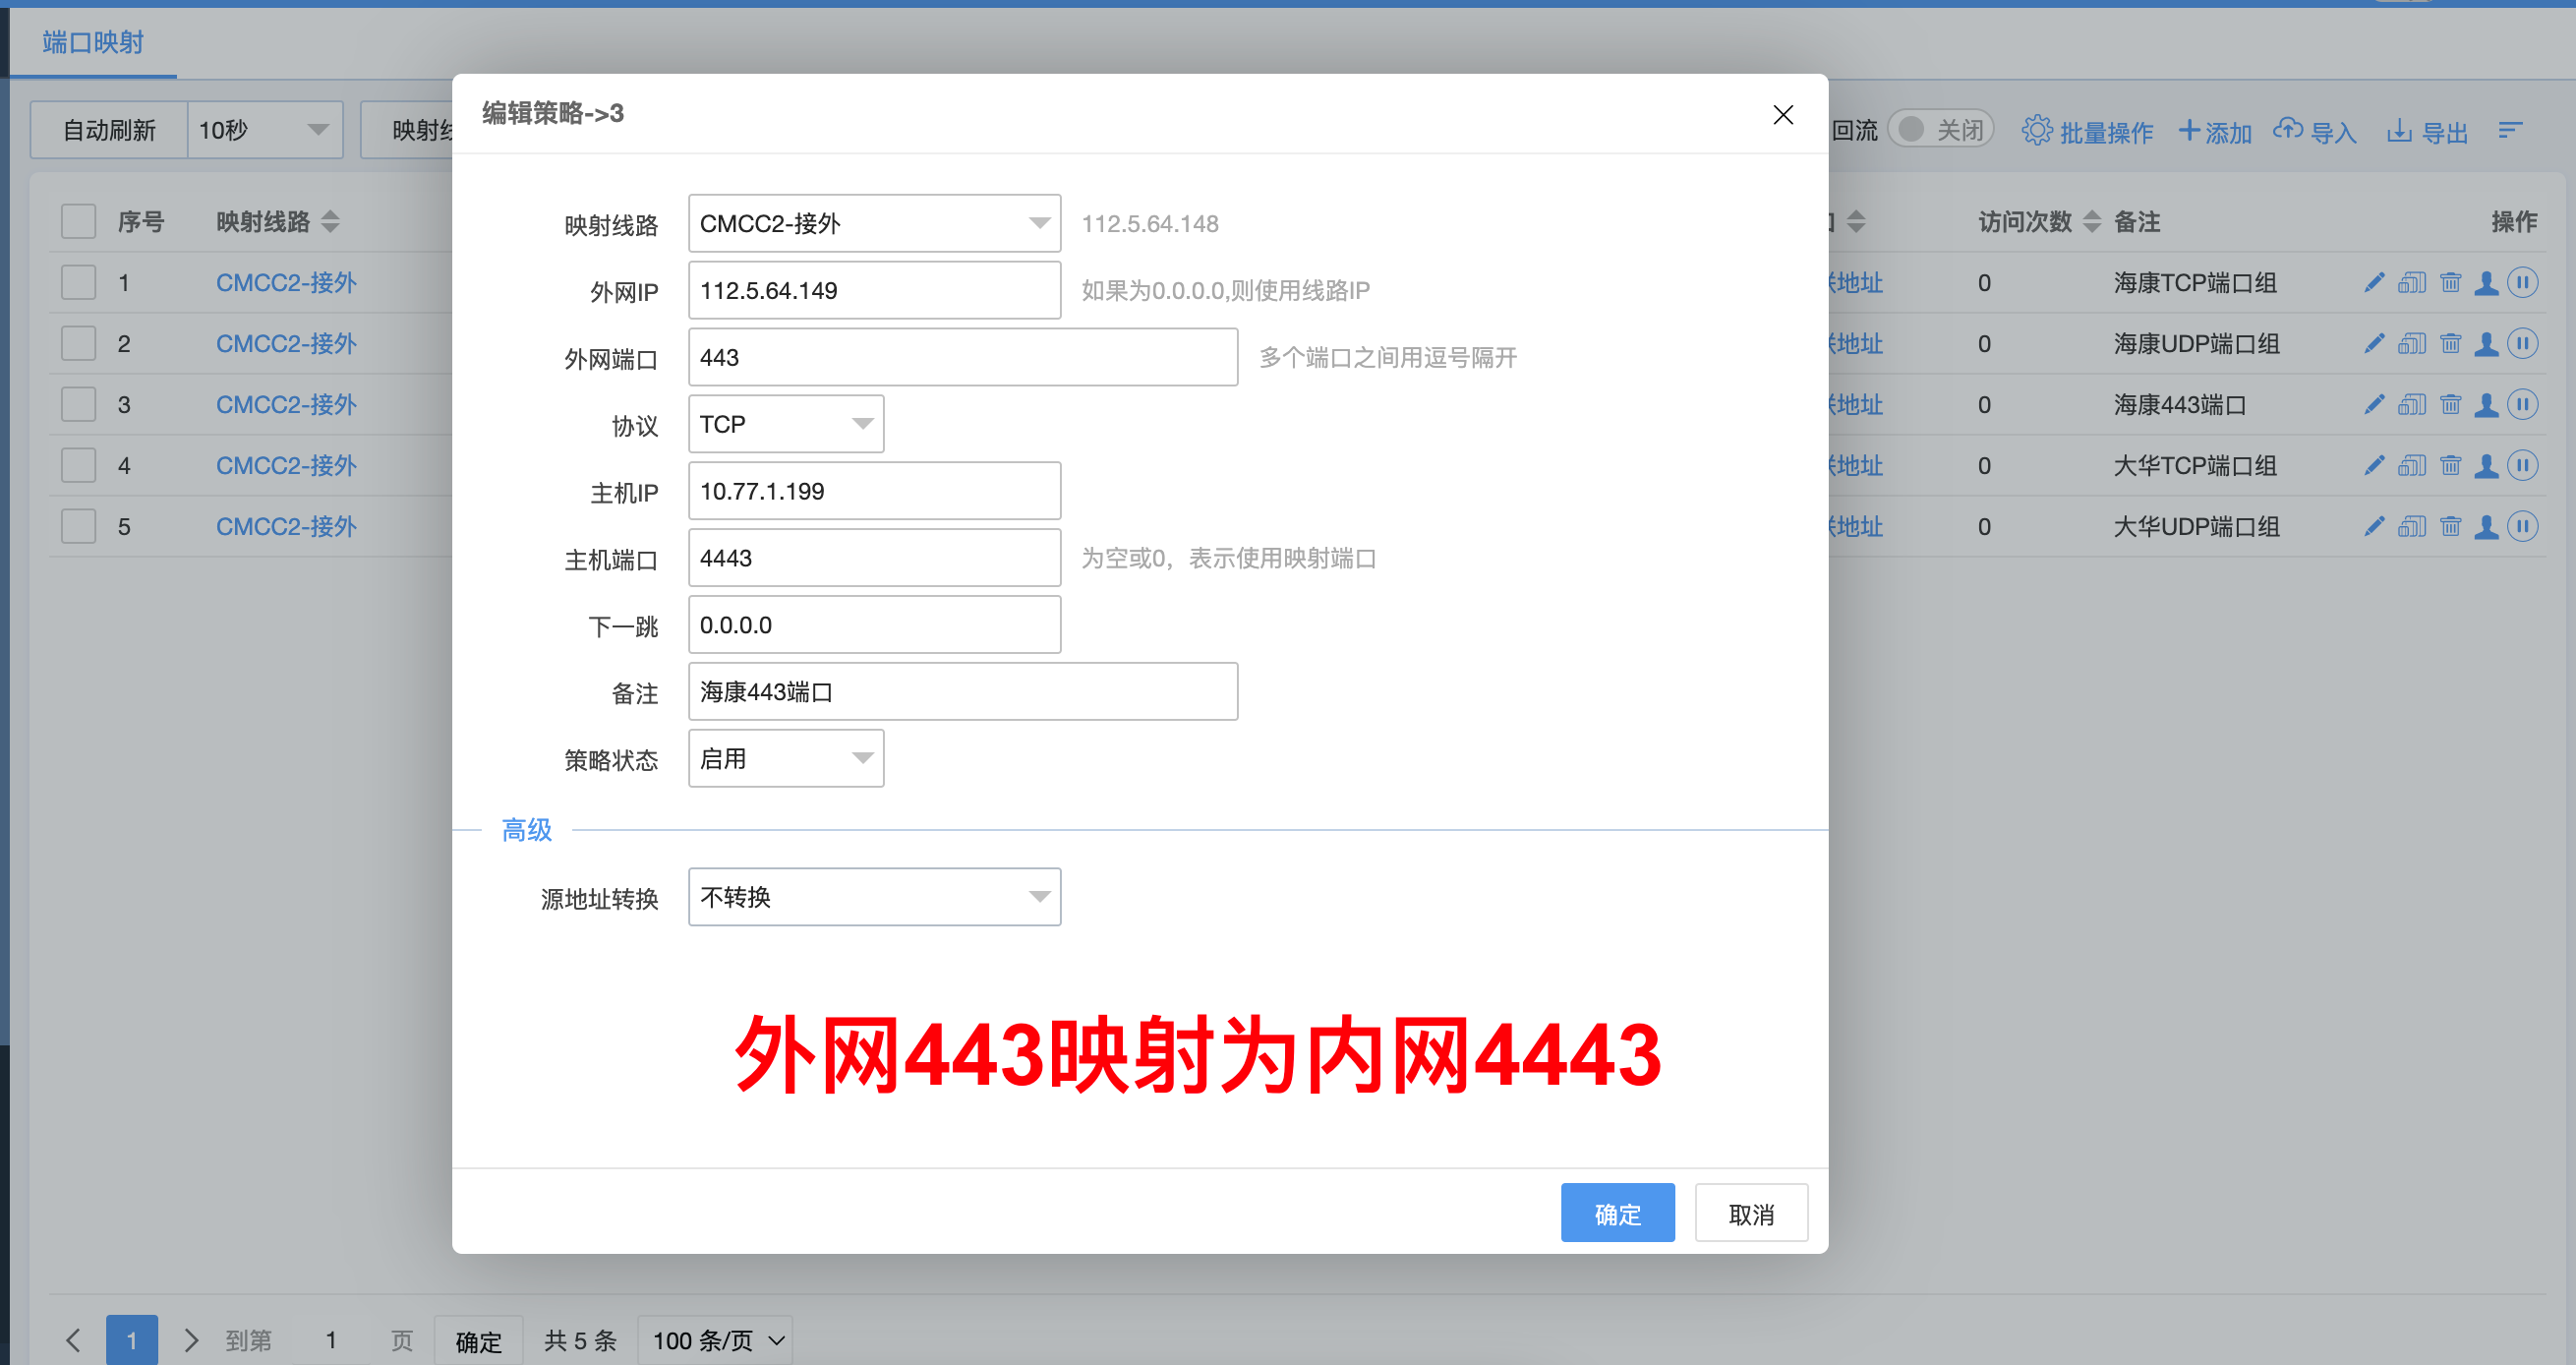 端口映射
自动刷新 10秒
回流 关闭 批量操作 添加 导入 导出
序号 映射线路
访问次数 备注 操作
1 CMCC2-接外
地址 0 海康TCP端口组
2 CMCC2-接外
地址 0 海康UDP端口组
3 CMCC2-接外
地址 0 海康443端口
4 CMCC2-接外
地址 0 大华TCP端口组
5 CMCC2-接外
地址 0 大华UDP端口组
编辑策略->3
映射线路 CMCC2-接外 112.5.64.148
外网IP 112.5.64.149 如果为0.0.0.0,则使用线路IP
外网端口 443 多个端口之间用逗号隔开
协议 TCP
主机IP 10.77.1.199
主机端口 4443 为空或0，表示使用映射端口
下一跳 0.0.0.0
备注 海康443端口
策略状态 启用
高级
源地址转换 不转换
外网443映射为内网4443
确定 取消
1 到第 1 页 确定 共 5 条 100 条/页